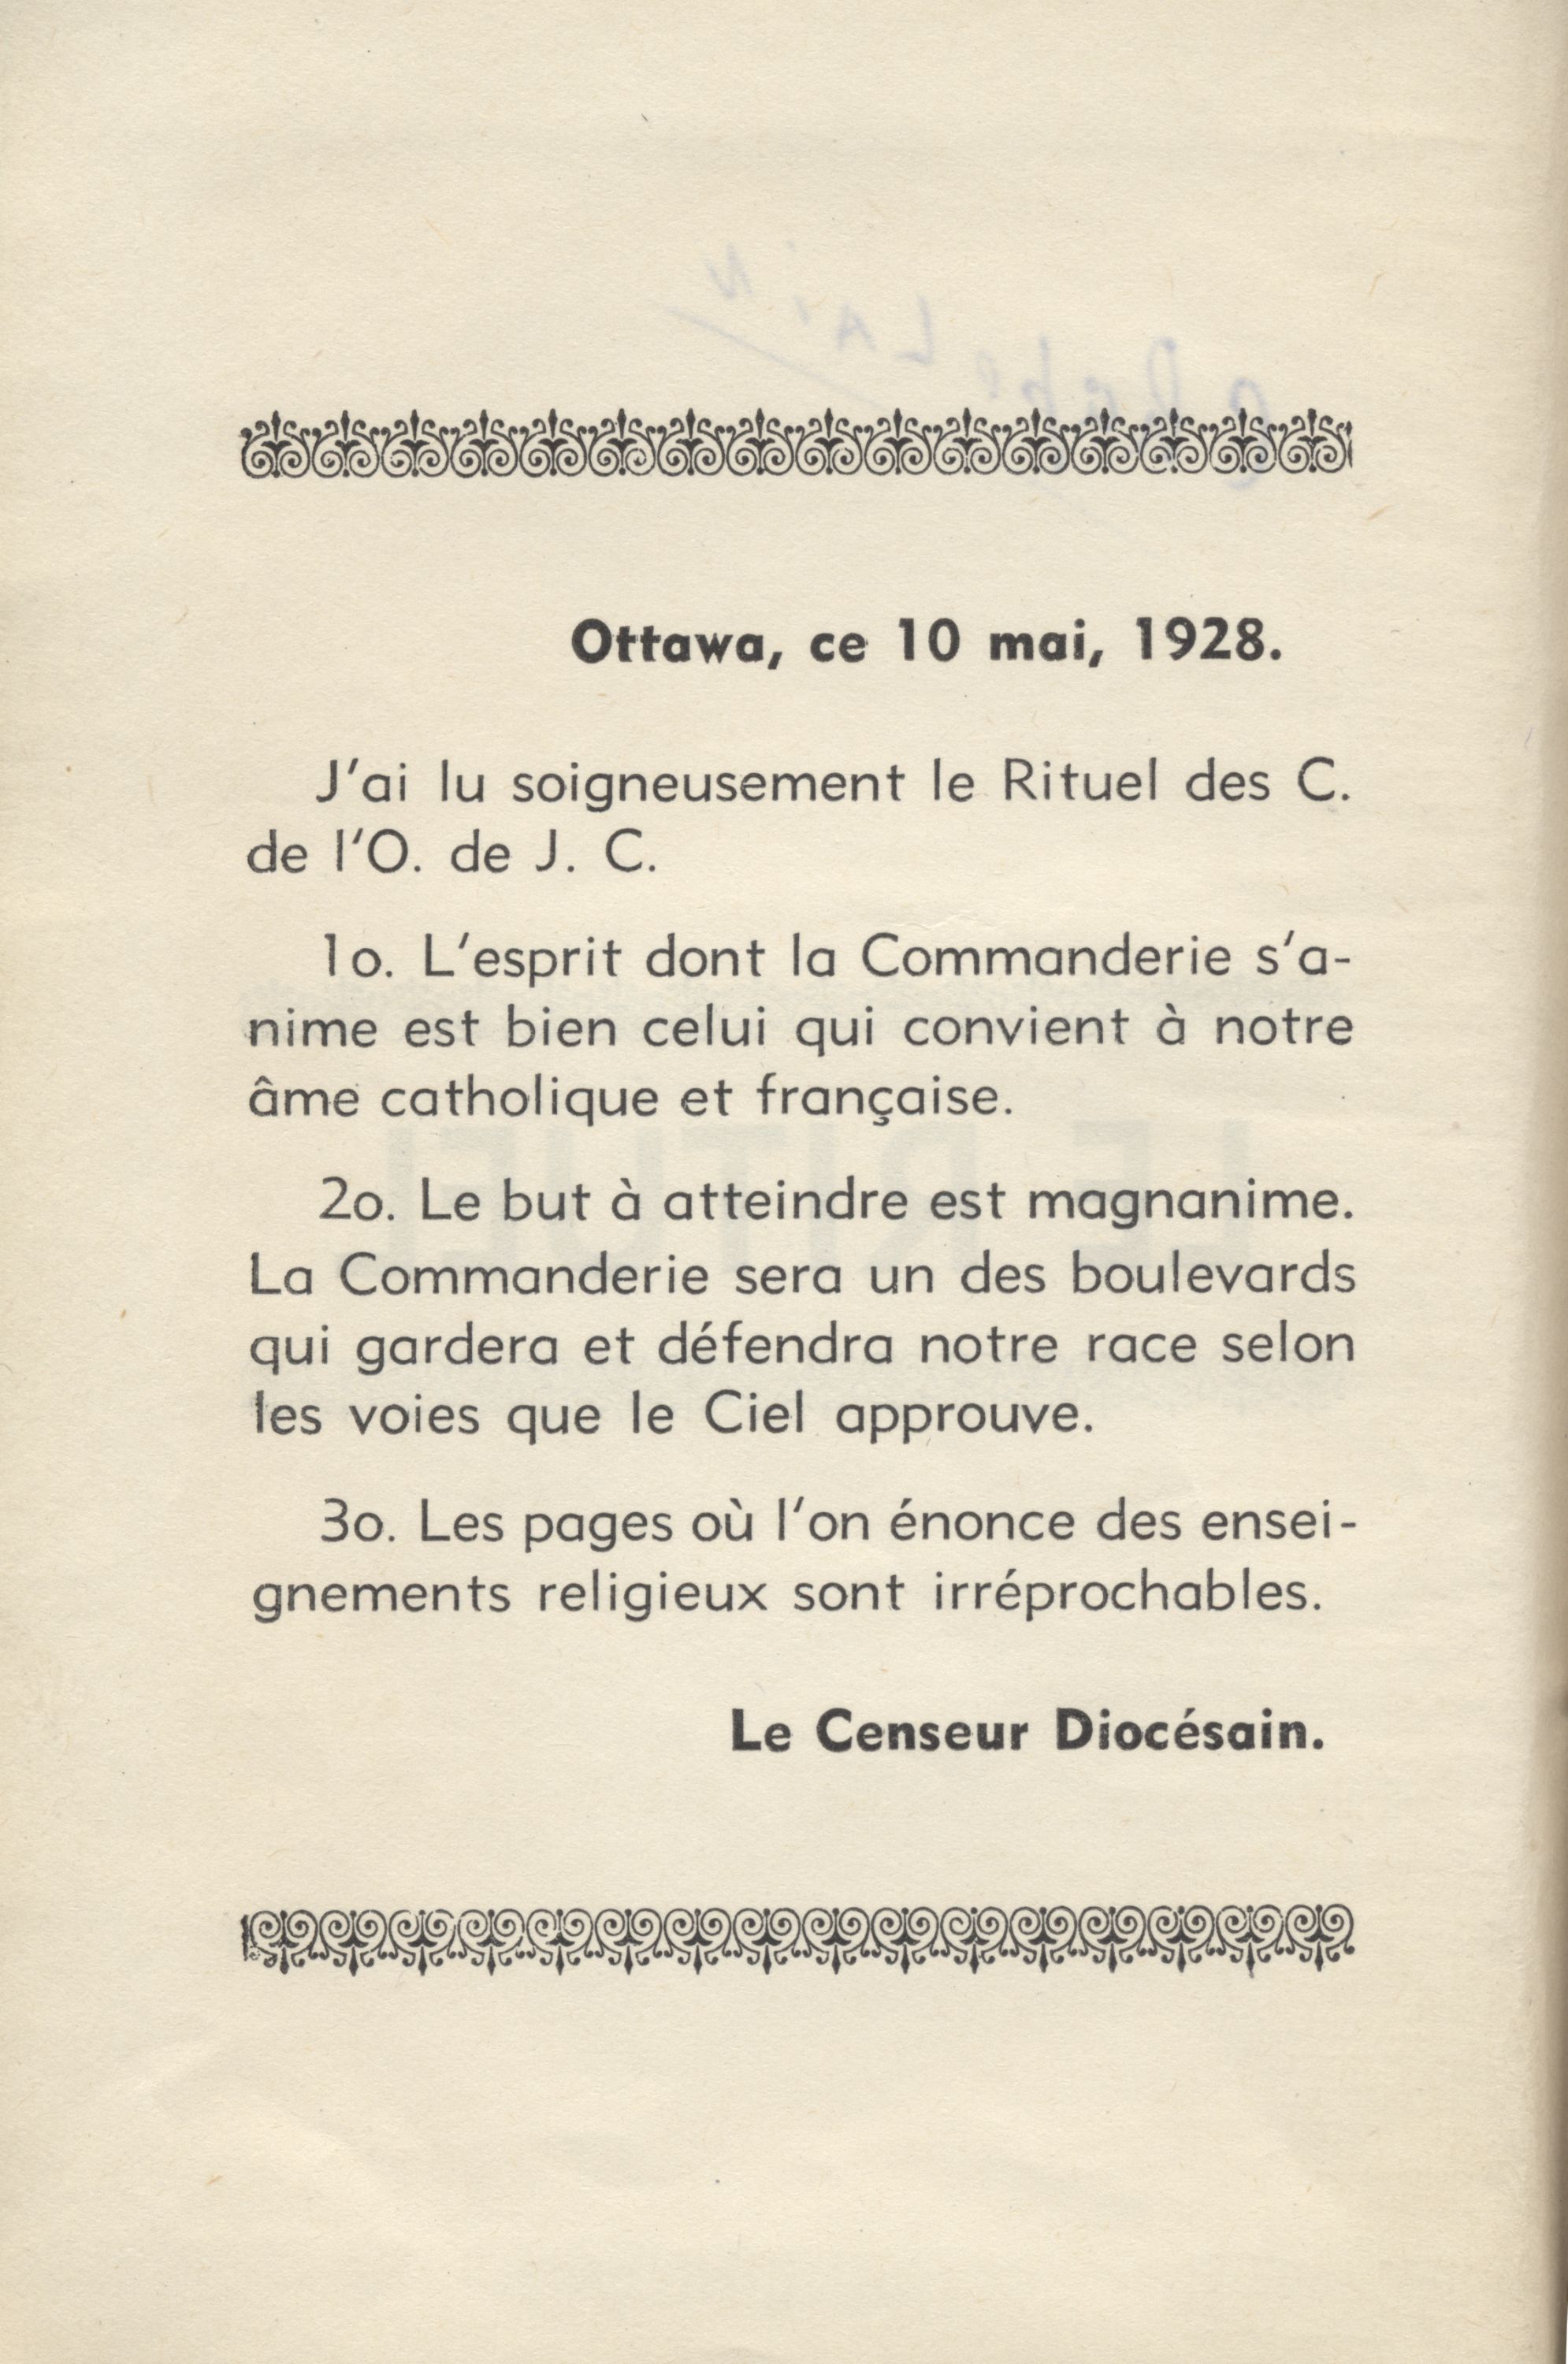 Ottawa, ce 10 mai, 1928.
J'ai lu soigneusement le Rituel des C.
de l'O. de J. C.
1o. L'esprit dont la Commanderie s'a-
nime est bien celui qui convient à notre
âme catholique et française.
2o. Le but à atteindre est magnanime.
La Commanderie sera un des boulevards
qui gardera et défendra notre race selon
les voies que le Ciel approuve.
3o. Les pages où l'on énonce des ensei-
gnements religieux sont irréprochables.
Le Censeur Diocésain.